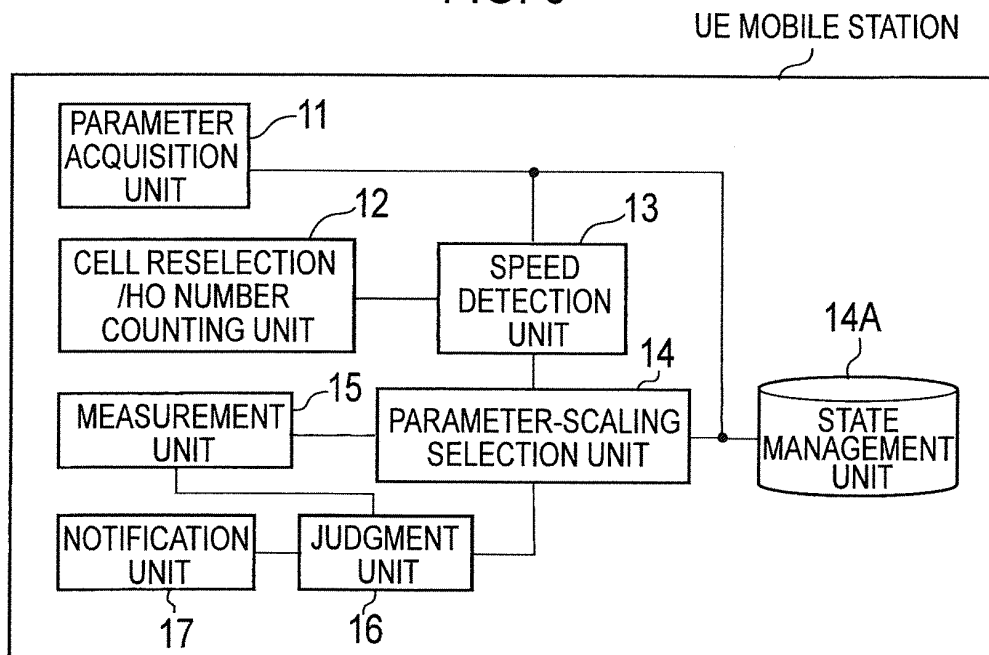 UE MOBILE STATION
PARAMETER
ACQUISITION
UNIT
11
12
CELL RESELECTION
/HO NUMBER
COUNTING UNIT
13
SPEED
DETECTION
UNIT
14
PARAMETER-SCALING
SELECTION UNIT
14A
STATE
MANAGEMENT
UNIT
15
MEASUREMENT
UNIT
NOTIFICATION
UNIT
17
JUDGMENT
UNIT
16